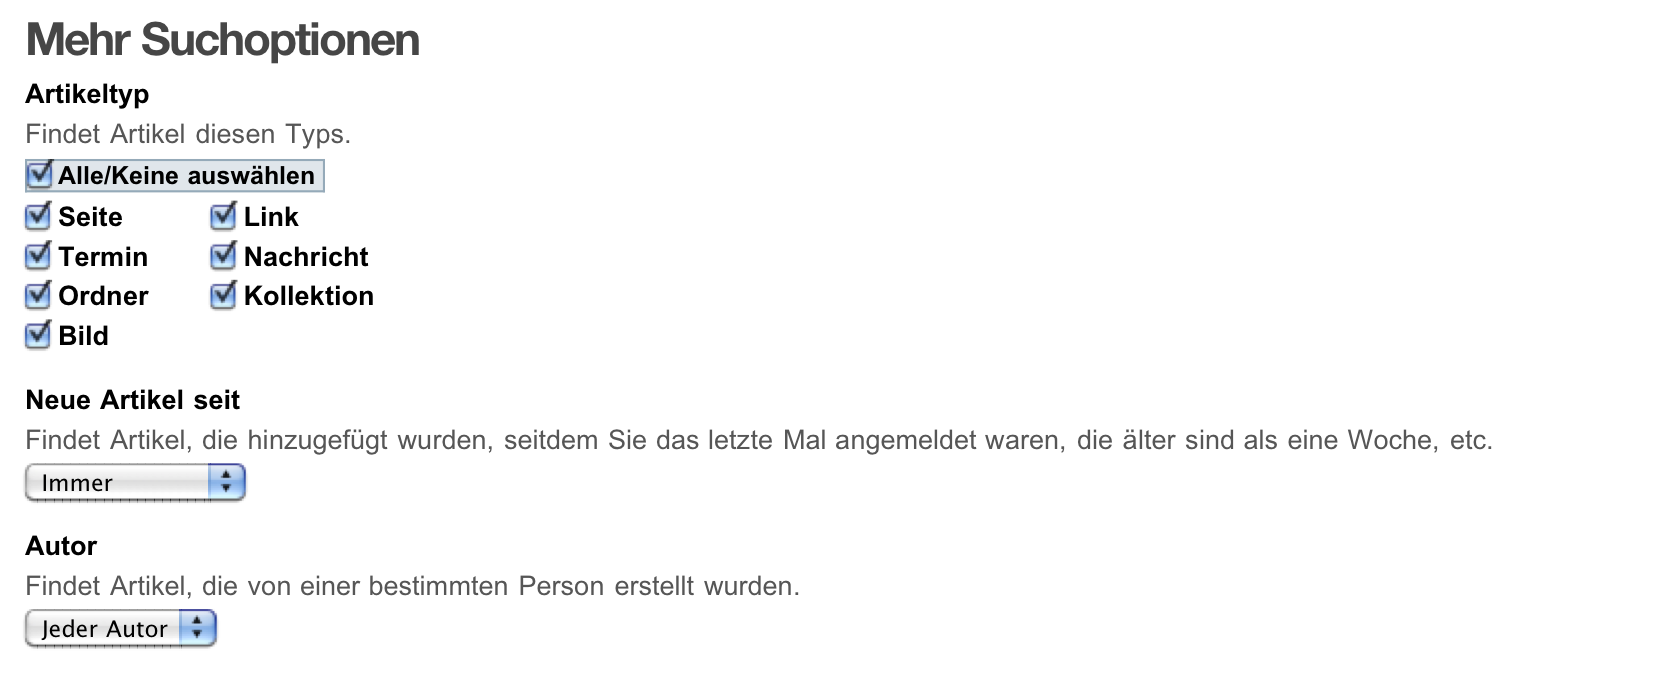 Mehr Suchoptionen
Artikeltyp
Findet Artikel diesen Typs.
Alle/Keine auswählen
Seite Link
Termin Nachricht
Ordner Kollektion
Bild
Neue Artikel seit
Findet Artikel, die hinzugefügt wurden, seitdem Sie das letzte Mal angemeldet waren, die älter sind als eine Woche, etc.
Immer
Autor
Findet Artikel, die von einer bestimmten Person erstellt wurden.
Jeder Autor